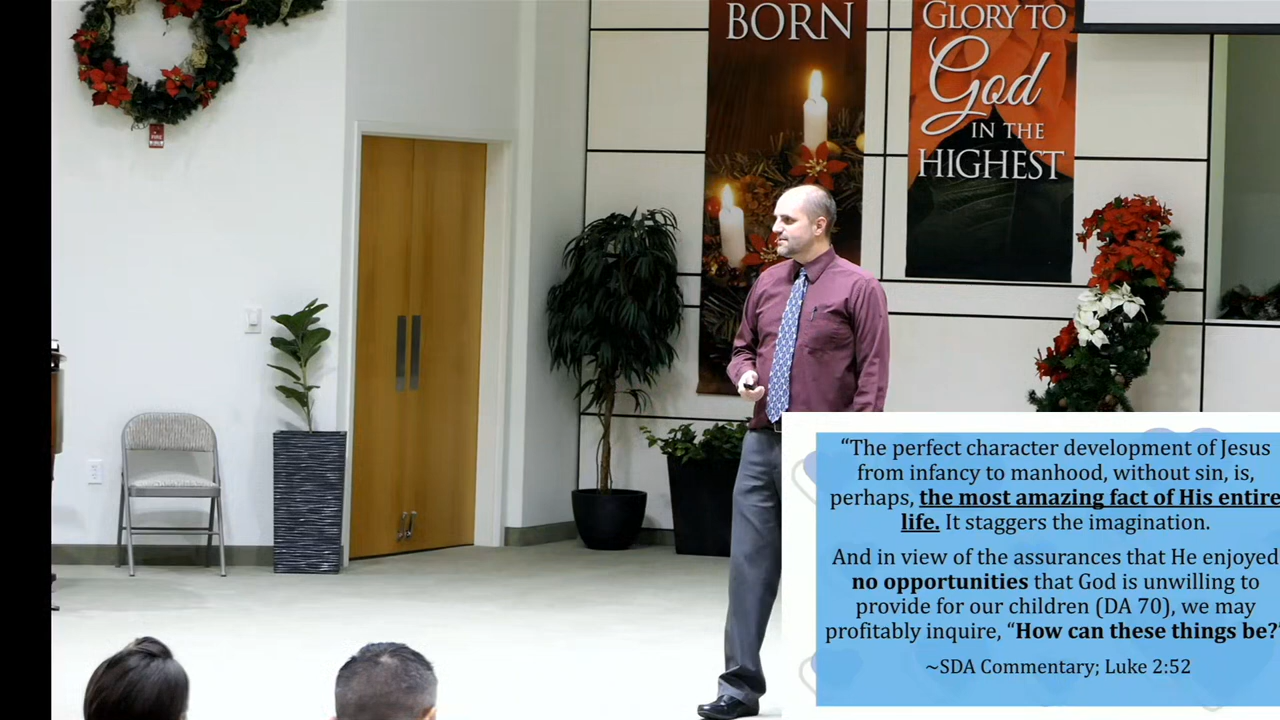 BORN
GLORY TO
God
IN THE
HIGHEST
FIRE
“The perfect character development of Jesus
from infancy to manhood, without sin, is,
perhaps, the most amazing fact of His entire
life. It staggers the imagination.
And in view of the assurances that He enjoyed
no opportunities that God is unwilling to
provide for our children (DA 70), we may
profitably inquire, “How can these things be?”
~SDA Commentary; Luke 2:52